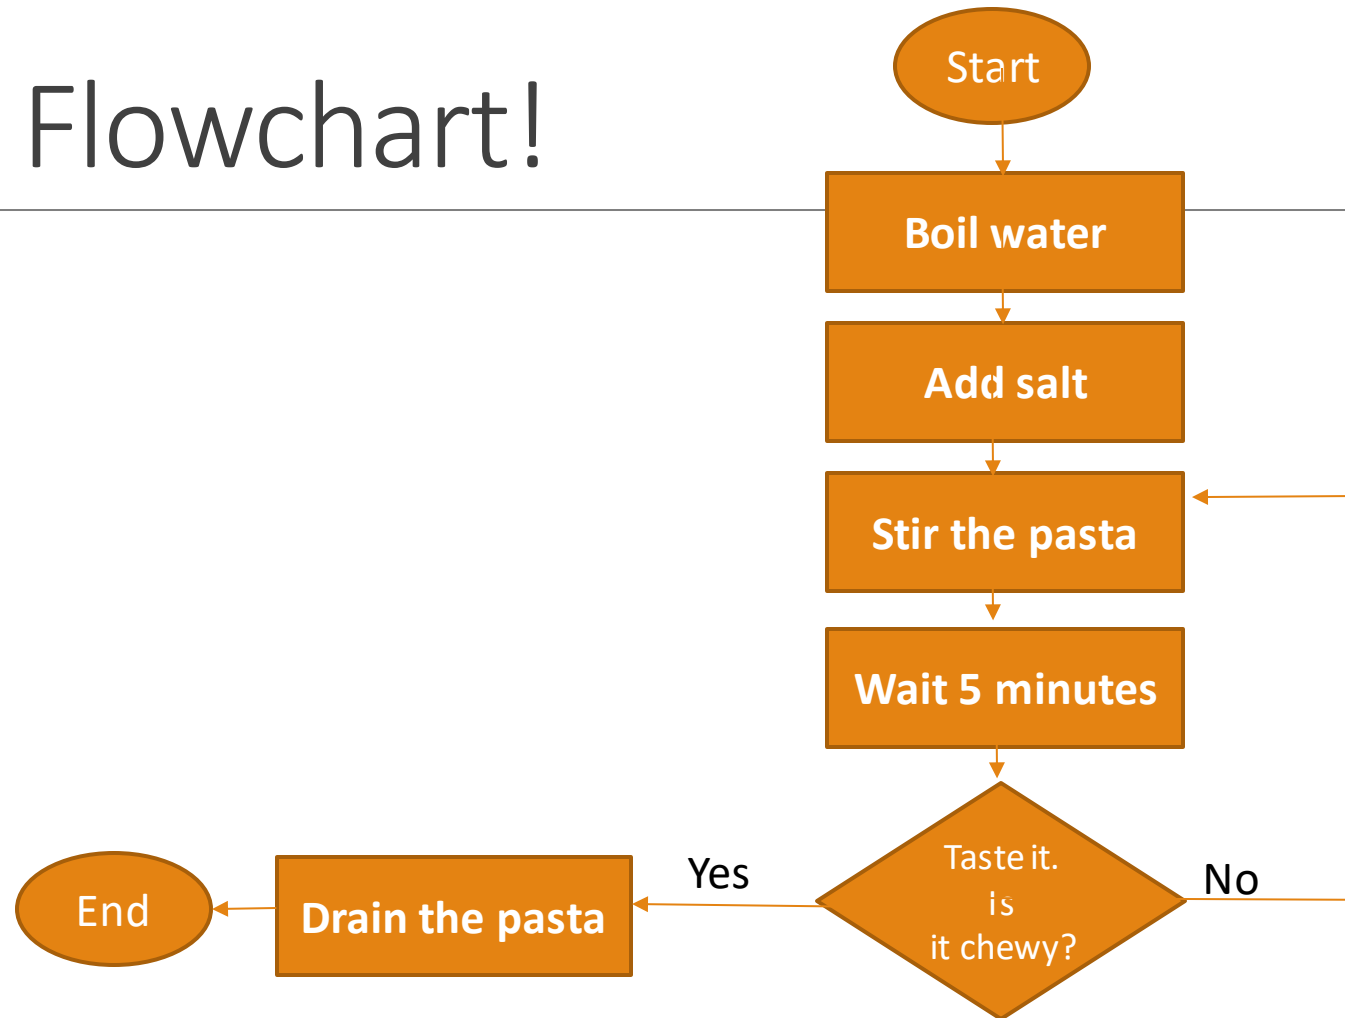 Flowchart!
Start
Boil water
Add salt
Stir the pasta
Wait 5 minutes
Taste it.
is
it chewy?
Yes
No
Drain the pasta
End